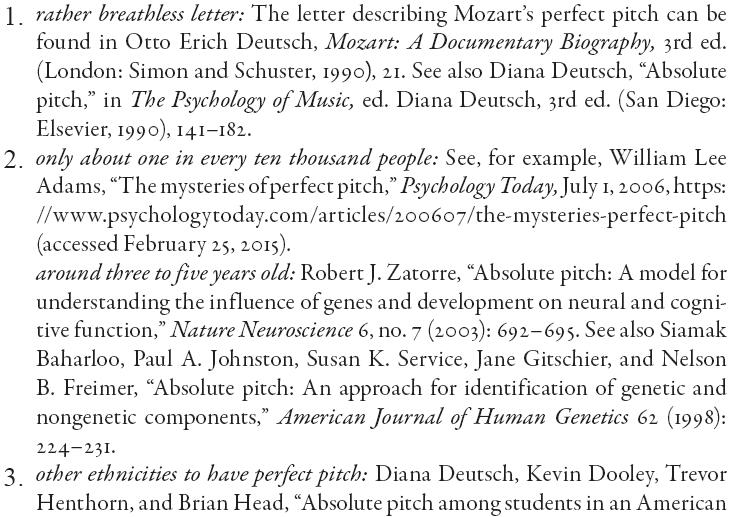 1. rather breathless letter: The letter describing Mozart’s perfect pitch can be
found in Otto Erich Deutsch, Mozart: A Documentary Biography, 3rd ed.
(London: Simon and Schuster, 1990), 21. See also Diana Deutsch, “Absolute
pitch,” in The Psychology of Music, ed. Diana Deutsch, 3rd ed. (San Diego:
Elsevier, 1990), 141–182.
2. only about one in every ten thousand people: See, for example, William Lee
Adams, “The mysteries of perfect pitch,” Psychology Today, July 1, 2006, https:
//www.psychologytoday.com/articles/200607/the-mysteries-perfect-pitch
(accessed February 25, 2015).
around three to five years old: Robert J. Zatorre, “Absolute pitch: A model for
understanding the influence of genes and development on neural and cogni-
tive function,” Nature Neuroscience 6, no. 7 (2003): 692–695. See also Siamak
Baharloo, Paul A. Johnston, Susan K. Service, Jane Gitschier, and Nelson
B. Freimer, “Absolute pitch: An approach for identification of genetic and
nongenetic components,” American Journal of Human Genetics 62 (1998):
224–231.
3. other ethnicities to have perfect pitch: Diana Deutsch, Kevin Dooley, Trevor
Henthorn, and Brian Head, “Absolute pitch among students in an American